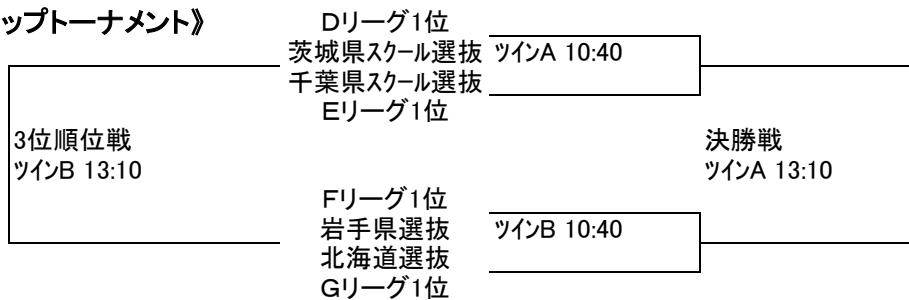 ップトーナメント》
Dリーグ1位
茨城県スクール選抜 ツインA 10:40
千葉県スクール選抜
Eリーグ1位
3位順位戦
ツインB 13:10
決勝戦
ツインA 13:10
Fリーグ1位
岩手県選抜 ツインB 10:40
北海道選抜
Gリーグ1位